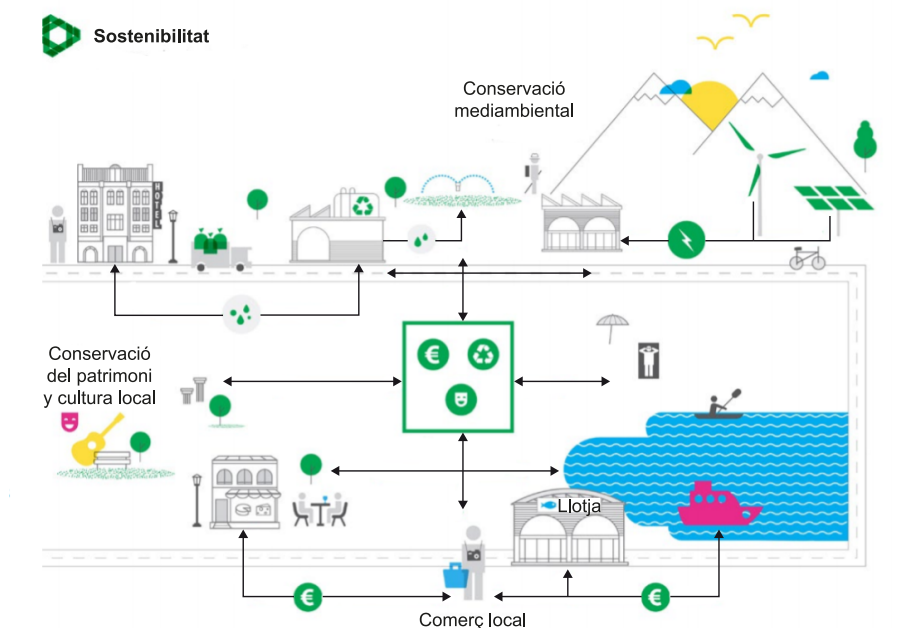 Sostenibilitat
Conservació
mediambiental
HOTEL
Conservació
del patrimoni
y cultura local
€
Llotja
€
€
Comerç local